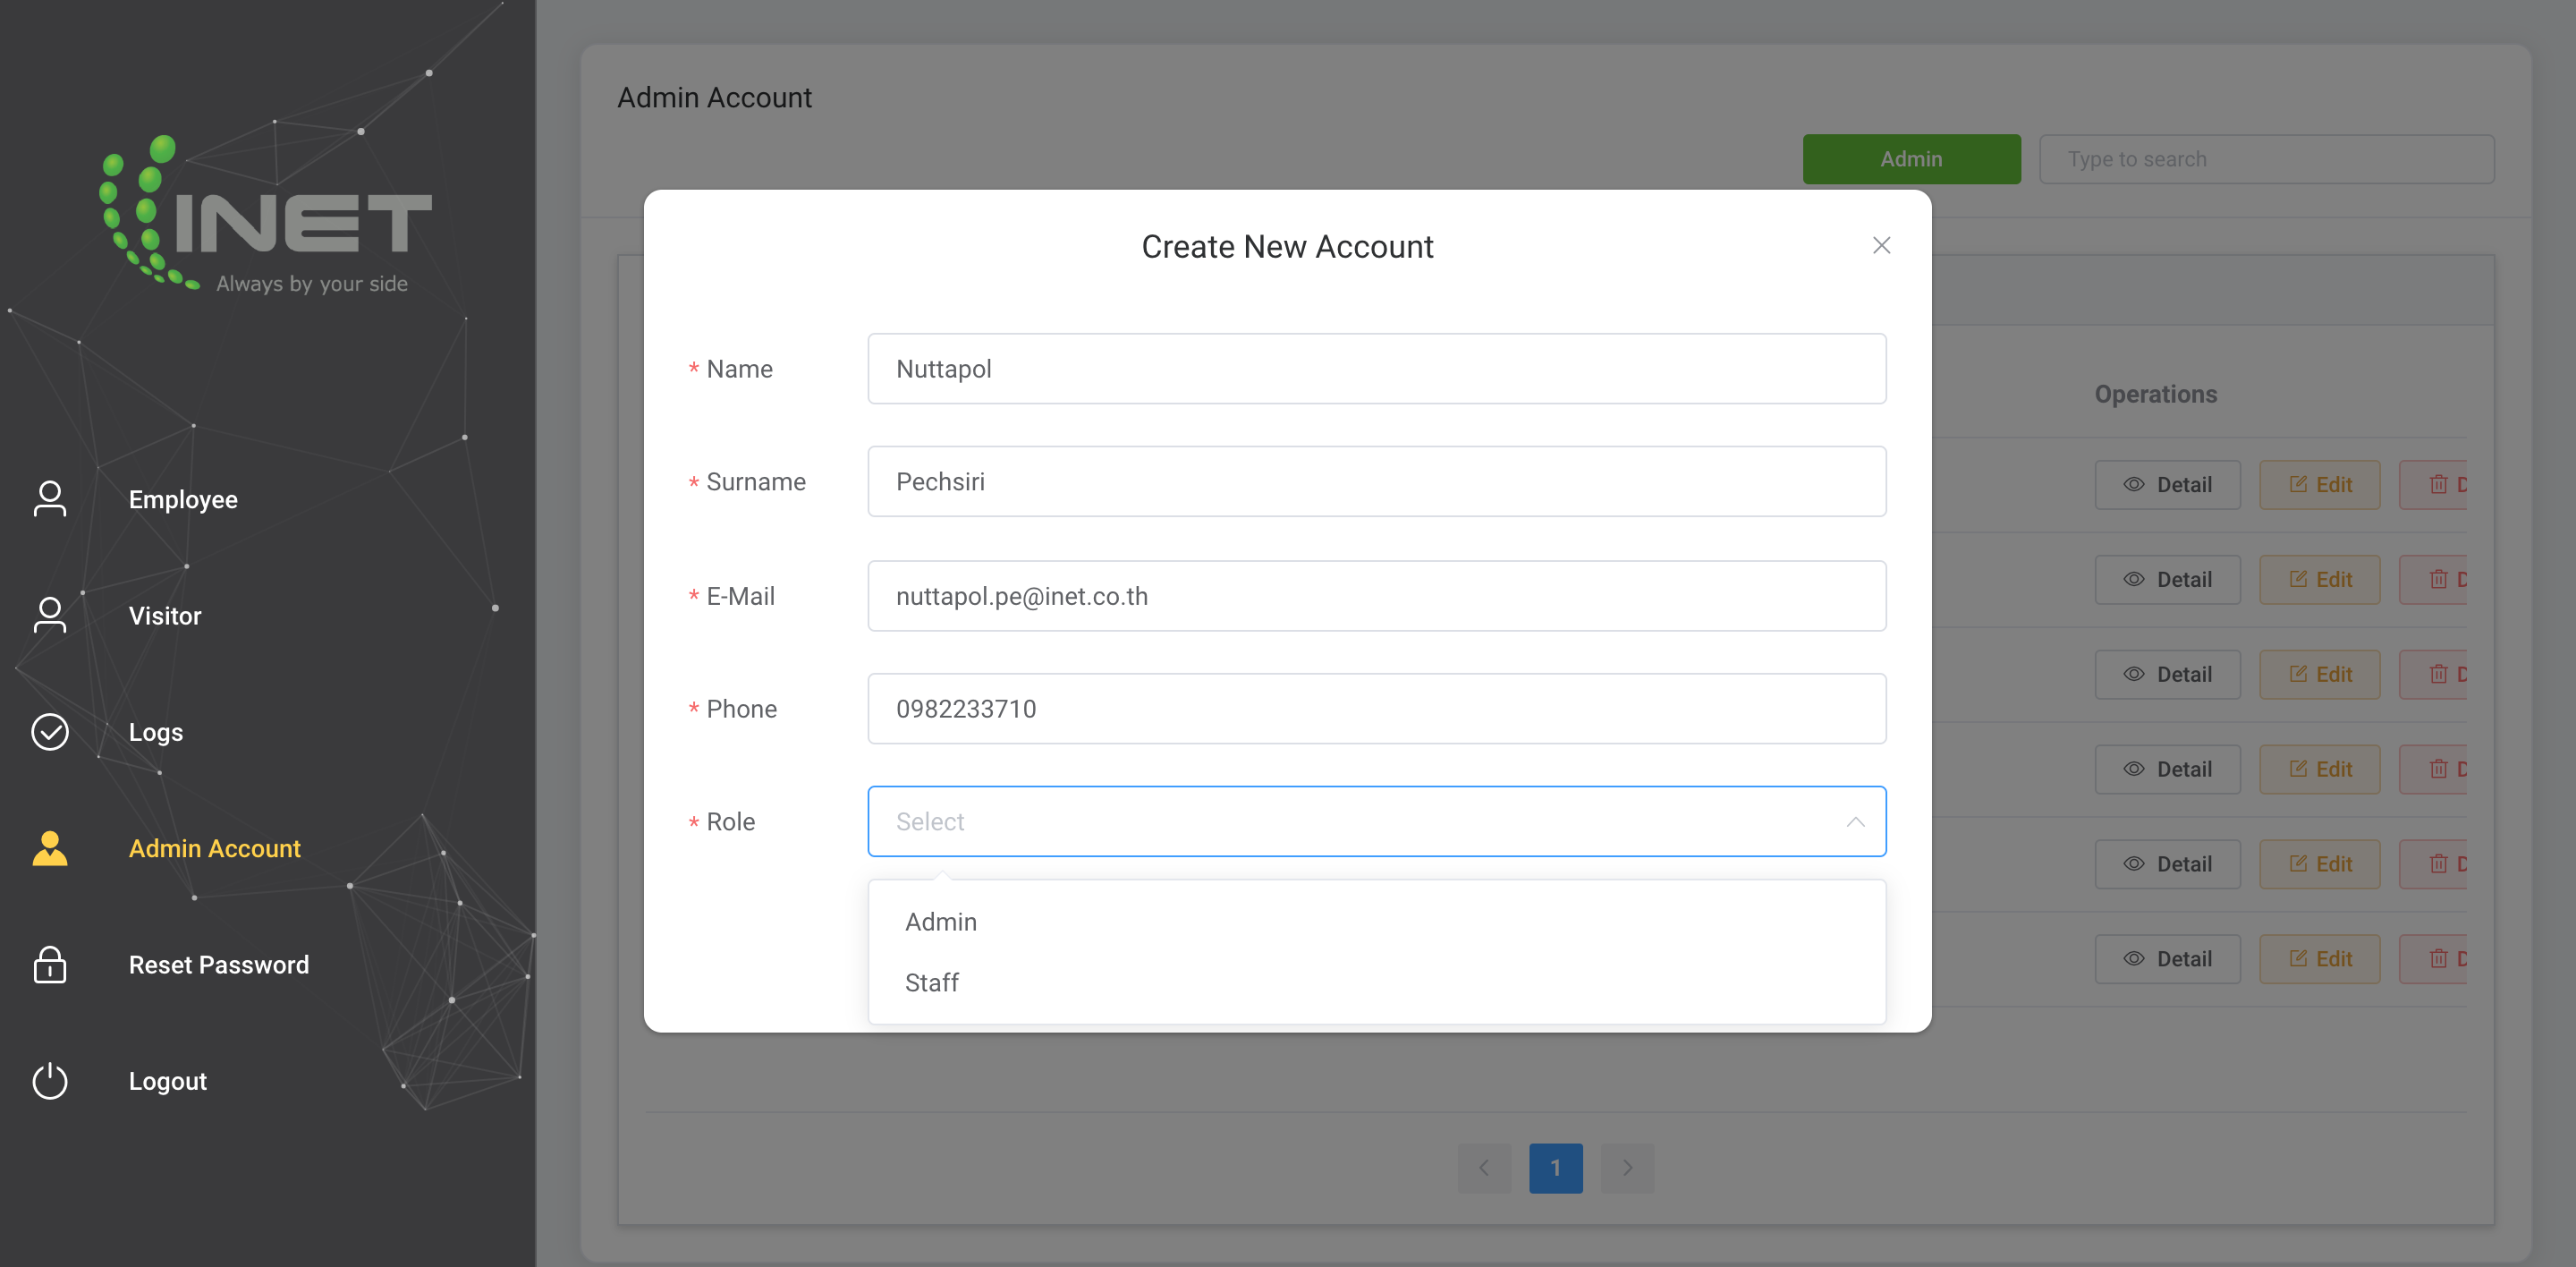 INET
Always by your side
Employee
Visitor
Logs
Admin Account
Reset Password
Logout
Admin Account
Admin
Type to search
Create New Account
* Name
Nuttapol
* Surname
Pechsiri
* E-Mail
nuttapol.pe@inet.co.th
* Phone
0982233710
* Role
Select
Admin
Staff
Operations
Detail Edit D
Detail Edit D
Detail Edit D
Detail Edit D
Detail Edit D
Detail Edit D
1